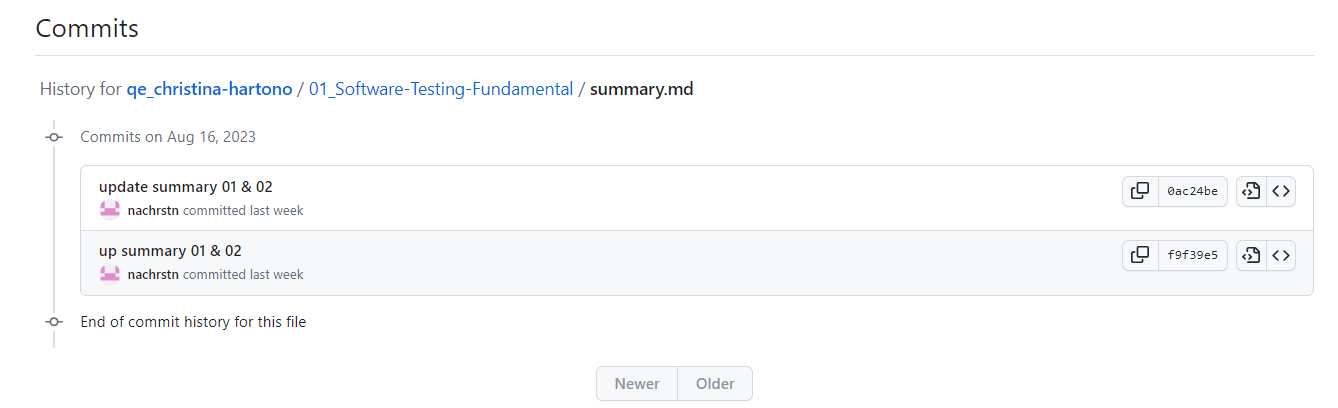 Commits
History for qe_christina-hartono / 01_Software-Testing-Fundamental / summary.md
Commits on Aug 16, 2023
update summary 01 & 02
0ac24be
nachrstn committed last week
up summary 01 & 02
f9f39e5
nachrstn committed last week
End of commit history for this file
Newer Older